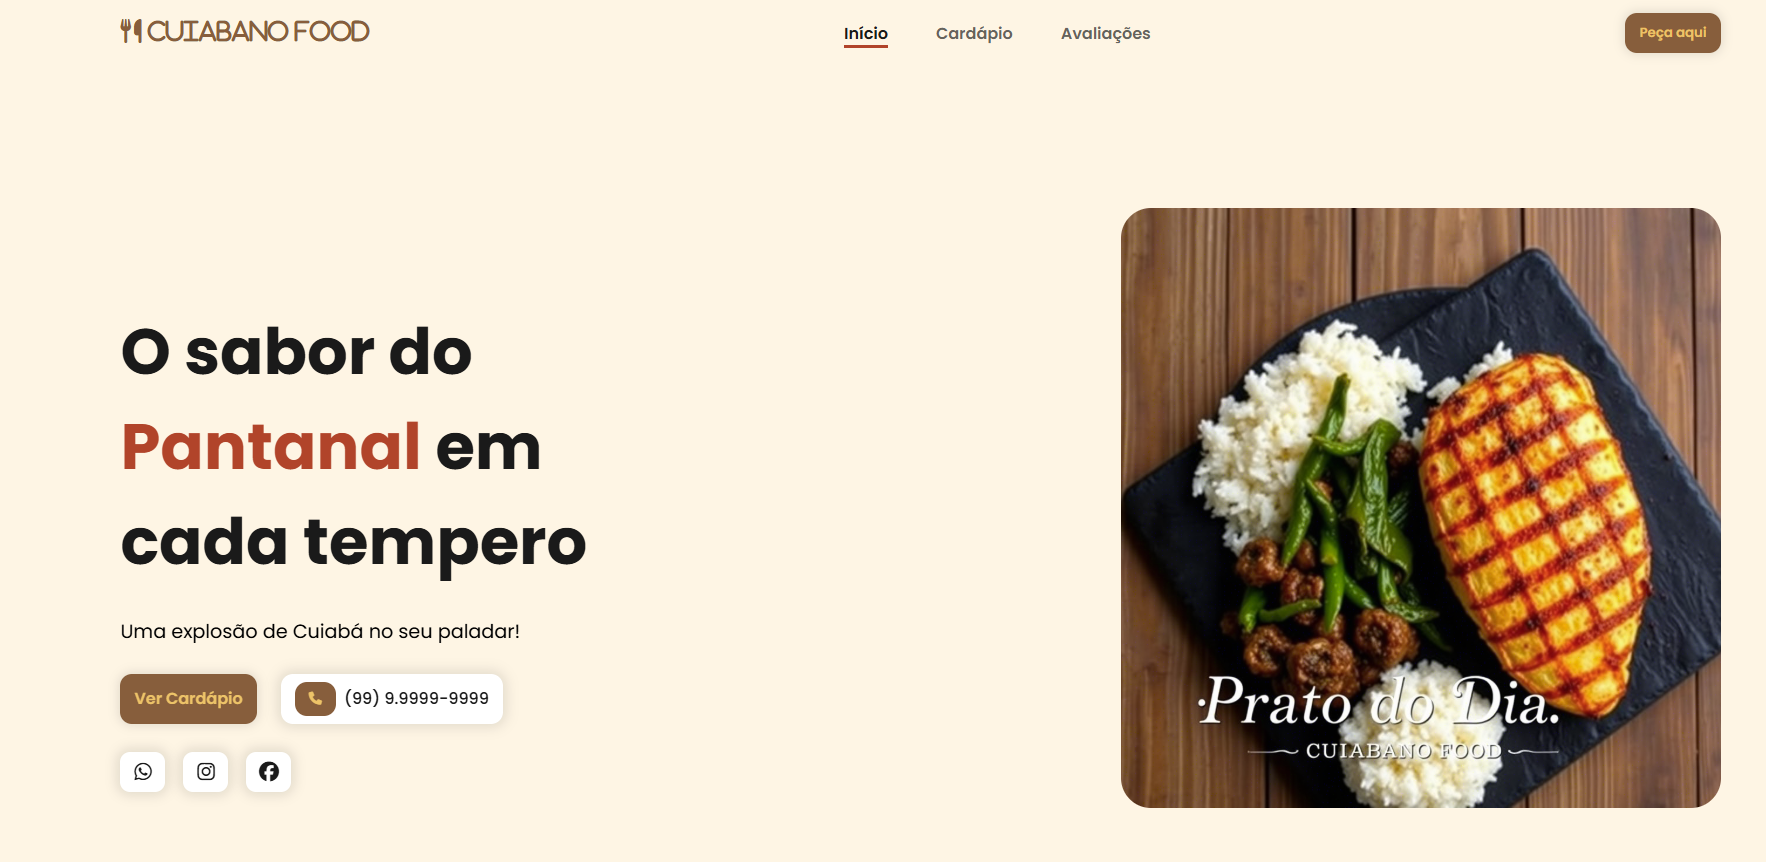 CUIABANO FOOD
Início
Cardápio
Avaliações
Peça aqui
O sabor do
Pantanal em
cada tempero
Uma explosão de Cuiabá no seu paladar!
Ver Cardápio
(99) 9.9999-9999
·Prato do Dia.
CUIABANO FOOD